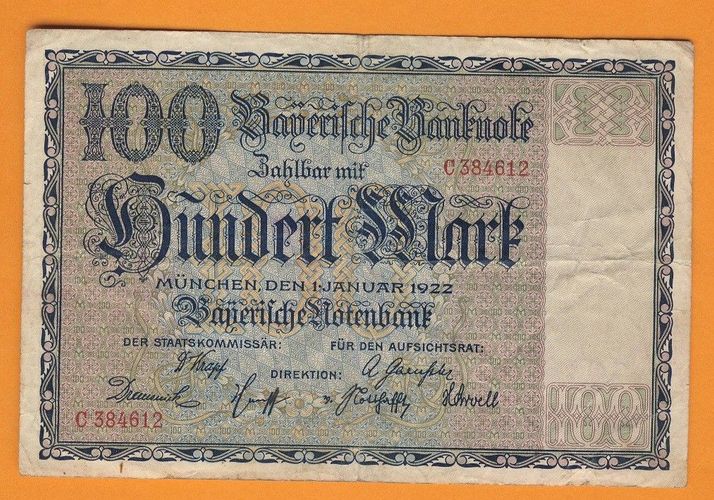 100 Bayerische Banknote
Zahlbar mit C 384612
Hundert Mark
MÜNCHEN, DEN 1. JANUAR 1922
Bayerische Notenbank
DER STAATSKOMMISSÄR: FÜR DEN AUFSICHTSRAT:
DIREKTION:
C 384612
100